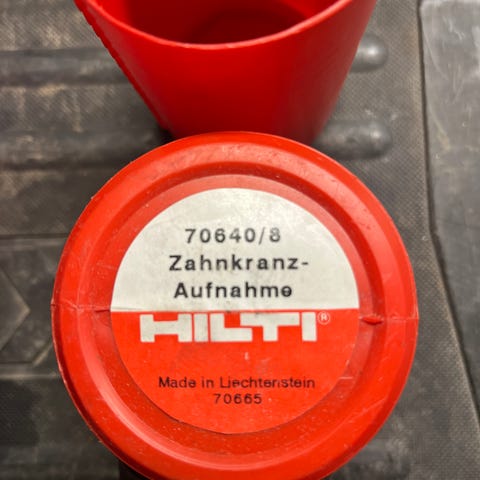 70640/8
Zahnkranz-
Aufnahme
HILTI®
Made in Liechtenstein
70665